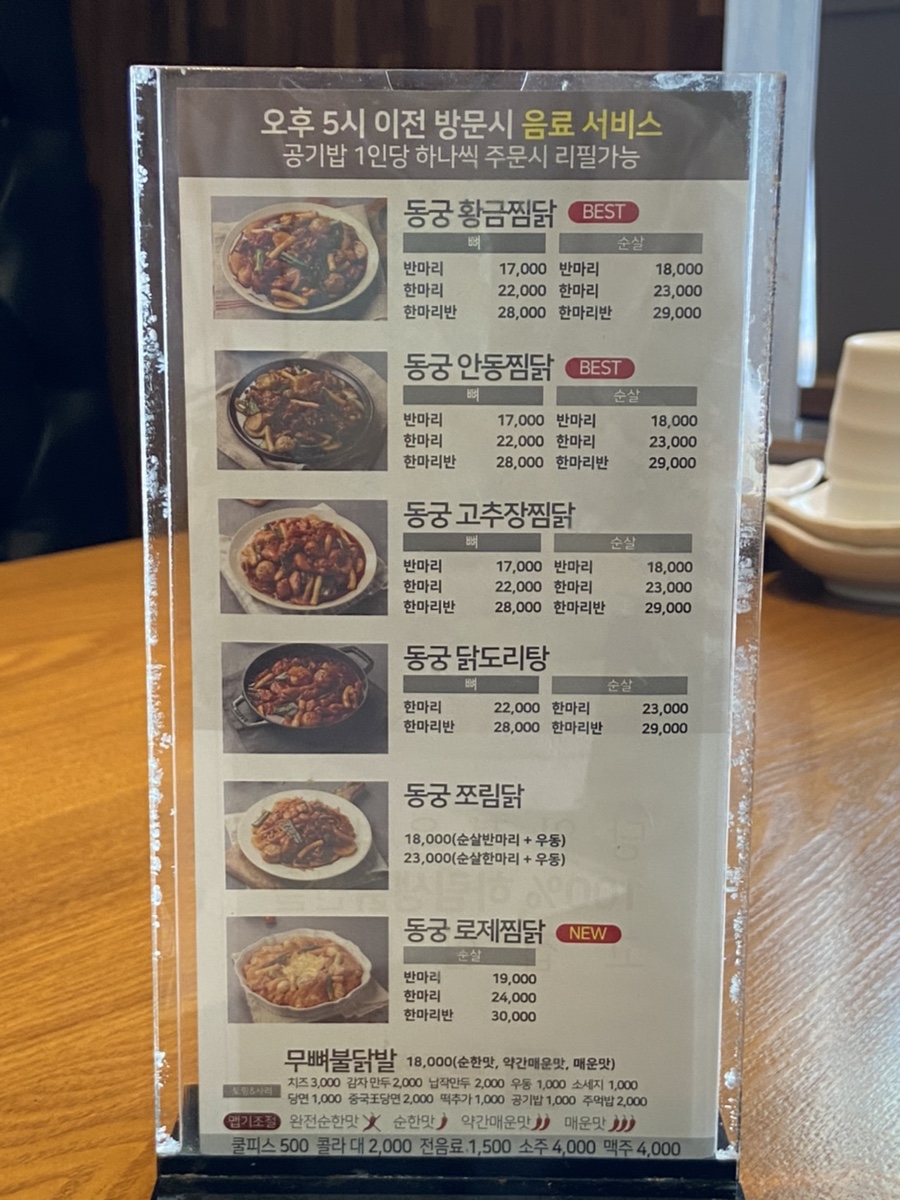 오후 5시 이전 방문시 음료 서비스
공기밥 1인당 하나씩 주문시 리필가능
동궁 황금찜닭 BEST
뼈 순살
반마리 17,000 반마리 18,000
한마리 22,000 한마리 23,000
한마리반 28,000 한마리반 29,000
동궁 안동찜닭 BEST
뼈 순살
반마리 17,000 반마리 18,000
한마리 22,000 한마리 23,000
한마리반 28,000 한마리반 29,000
동궁 고추장찜닭
뼈 순살
반마리 17,000 반마리 18,000
한마리 22,000 한마리 23,000
한마리반 28,000 한마리반 29,000
동궁 닭도리탕
뼈 순살
한마리 22,000 한마리 23,000
한마리반 28,000 한마리반 29,000
동궁 쪼림닭
18,000(순살반마리 + 우동)
23,000(순살한마리 + 우동)
동궁 로제찜닭 NEW
순살
반마리 19,000
한마리 24,000
한마리반 30,000
무뼈불닭발 18,000(순한맛, 약간매운맛, 매운맛)
토핑&사리
치즈 3,000 감자만두 2,000 납작만두 2,000 우동 1,000 소세지 1,000
당면 1,000 중국王당면 2,000 떡추가 1,000 공기밥 1,000 주먹밥 2,000
맵기조절 완전순한맛 순한맛 약간매운맛 매운맛
쿨피스 500 콜라 대 2,000 전음료 1,500 소주 4,000 맥주 4,000